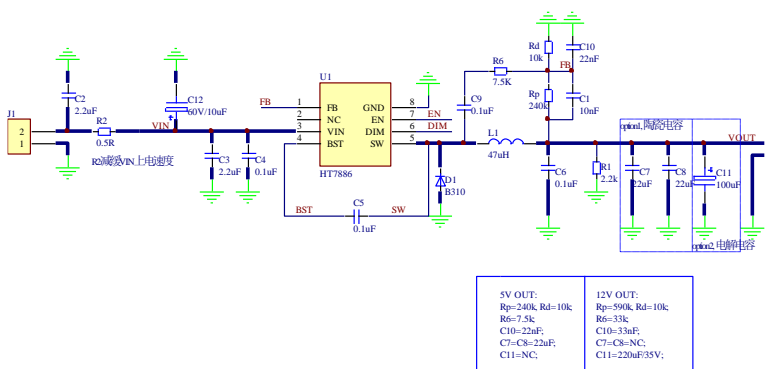 J1
2
1
C2
2.2uF
R2
0.5R
R2减缓VIN上电速度
C12
60V/10uF
VIN
C3
2.2uF
C4
0.1uF
FB
U1
1
2
3
4
FB
NC
VIN
BST
GND
EN
DIM
SW
8
7
6
5
HT7886
EN
DIM
BST
C5
0.1uF
SW
D1
B310
C9
0.1uF
R6
7.5K
L1
47uH
Rd
10k
C10
22nF
FB
Rp
240k
C1
10nF
C6
0.1uF
R1
2.2k
option1, 陶瓷电容
C7
22uF
C8
22uF
C11
100uF
VOUT
option2, 电解电容
5V OUT:
Rp=240k, Rd=10k;
R6=7.5k;
C10=22nF;
C7=C8=22uF;
C11=NC;
12V OUT:
Rp=590k, Rd=10k;
R6=33k;
C10=33nF;
C7=C8=NC;
C11=220uF/35V;